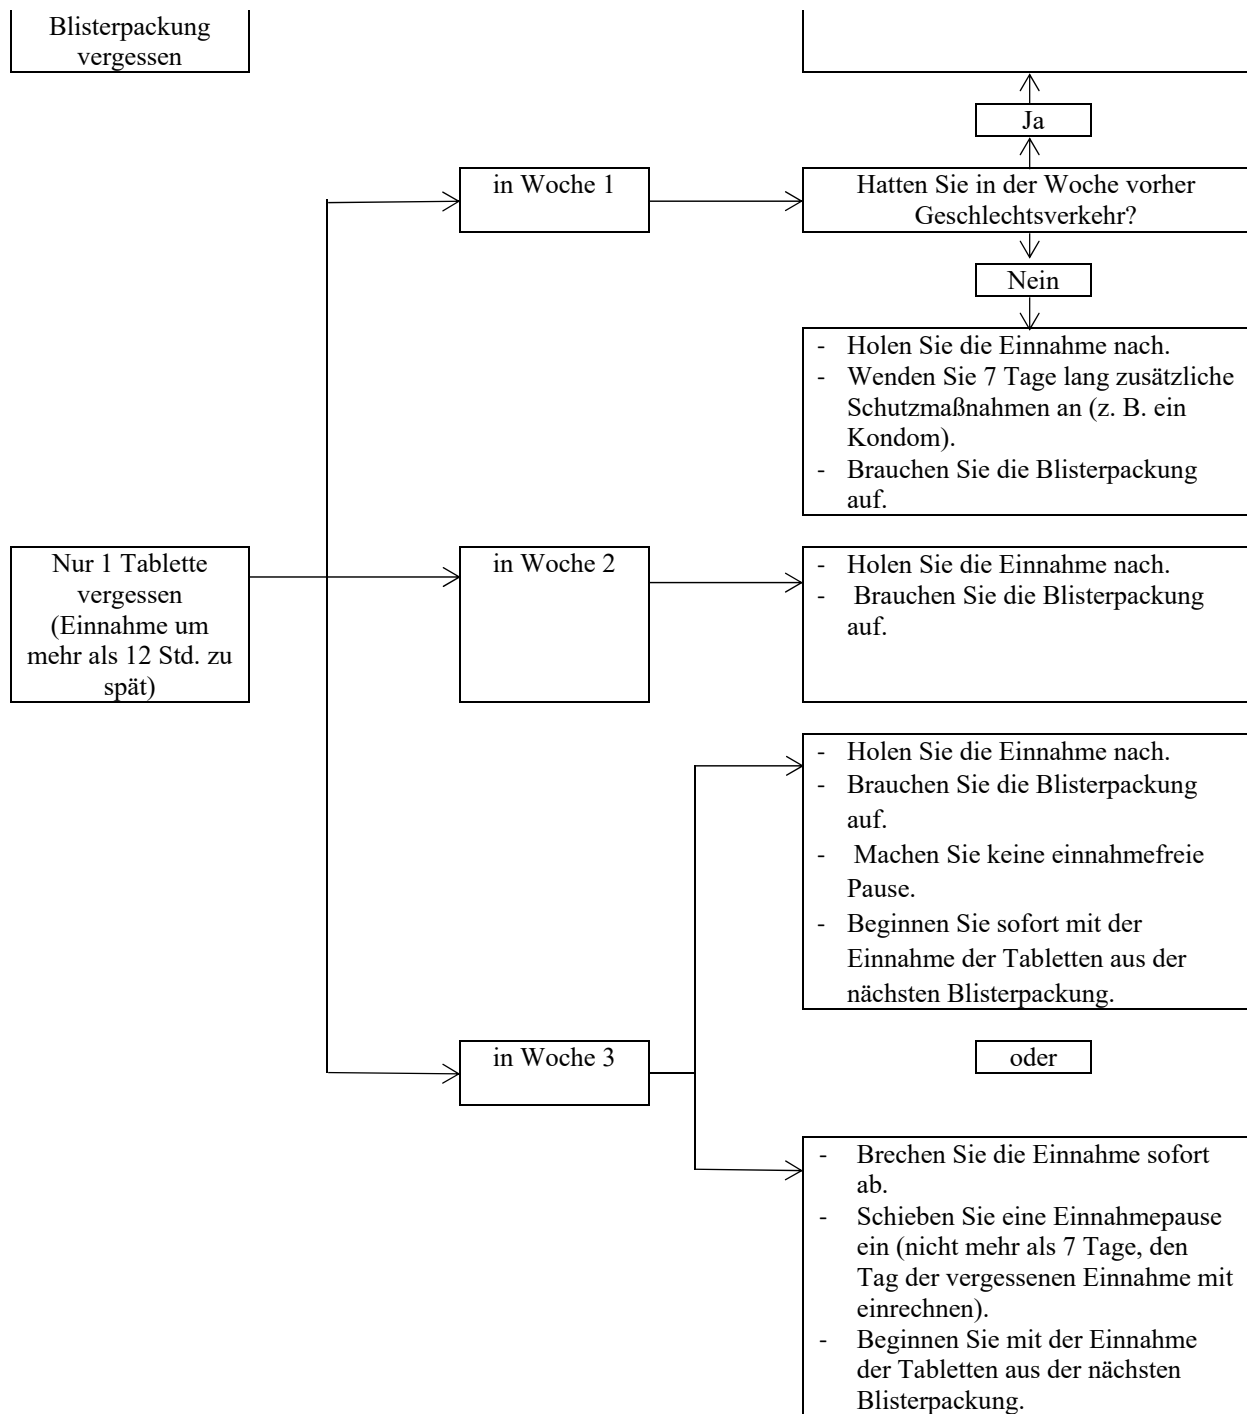 Blisterpackung
vergessen
Ja
in Woche 1
Hatten Sie in der Woche vorher
Geschlechtsverkehr?
Nein
- Holen Sie die Einnahme nach.
- Wenden Sie 7 Tage lang zusätzliche
Schutzmaßnahmen an (z. B. ein
Kondom).
- Brauchen Sie die Blisterpackung
auf.
Nur 1 Tablette
vergessen
(Einnahme um
mehr als 12 Std. zu
spät)
in Woche 2
- Holen Sie die Einnahme nach.
- Brauchen Sie die Blisterpackung
auf.
- Holen Sie die Einnahme nach.
- Brauchen Sie die Blisterpackung
auf.
- Machen Sie keine einnahmefreie
Pause.
- Beginnen Sie sofort mit der
Einnahme der Tabletten aus der
nächsten Blisterpackung.
in Woche 3
oder
- Brechen Sie die Einnahme sofort
ab.
- Schieben Sie eine Einnahmepause
ein (nicht mehr als 7 Tage, den
Tag der vergessenen Einnahme mit
einrechnen).
- Beginnen Sie mit der Einnahme
der Tabletten aus der nächsten
Blisterpackung.